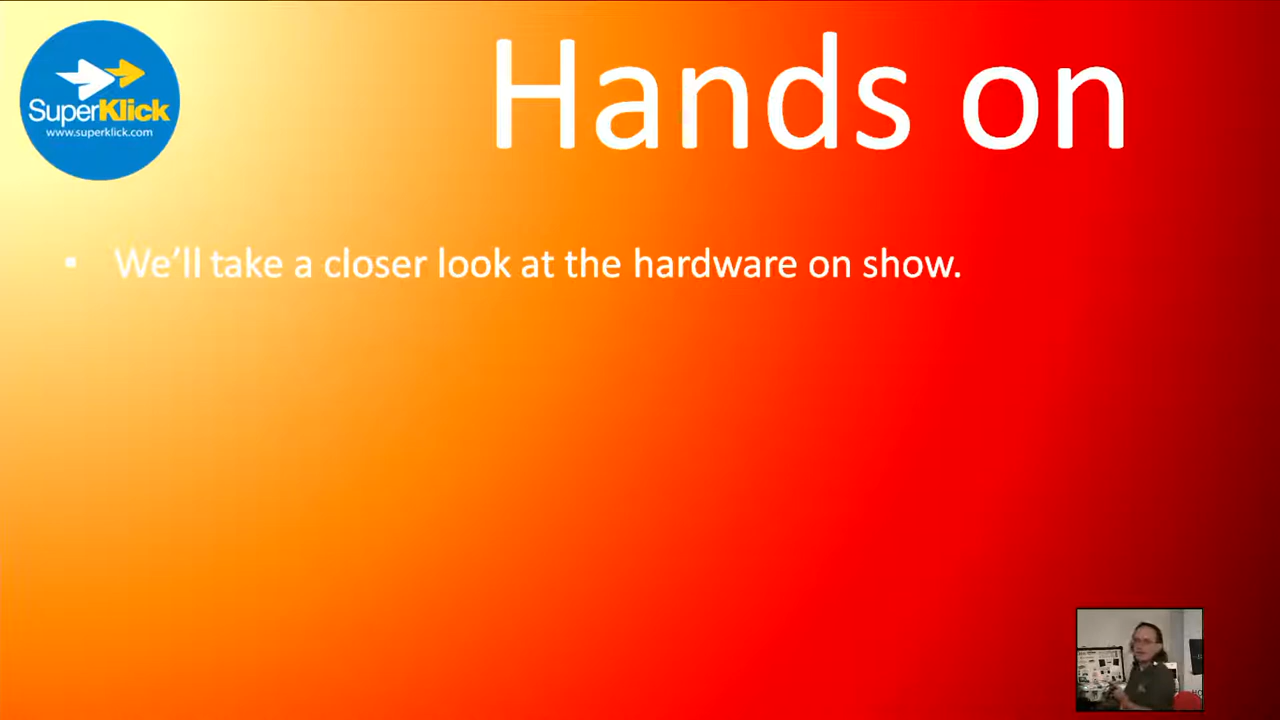 Hands on
SuperKlick
www.superklick.com
• We'll take a closer look at the hardware on show.